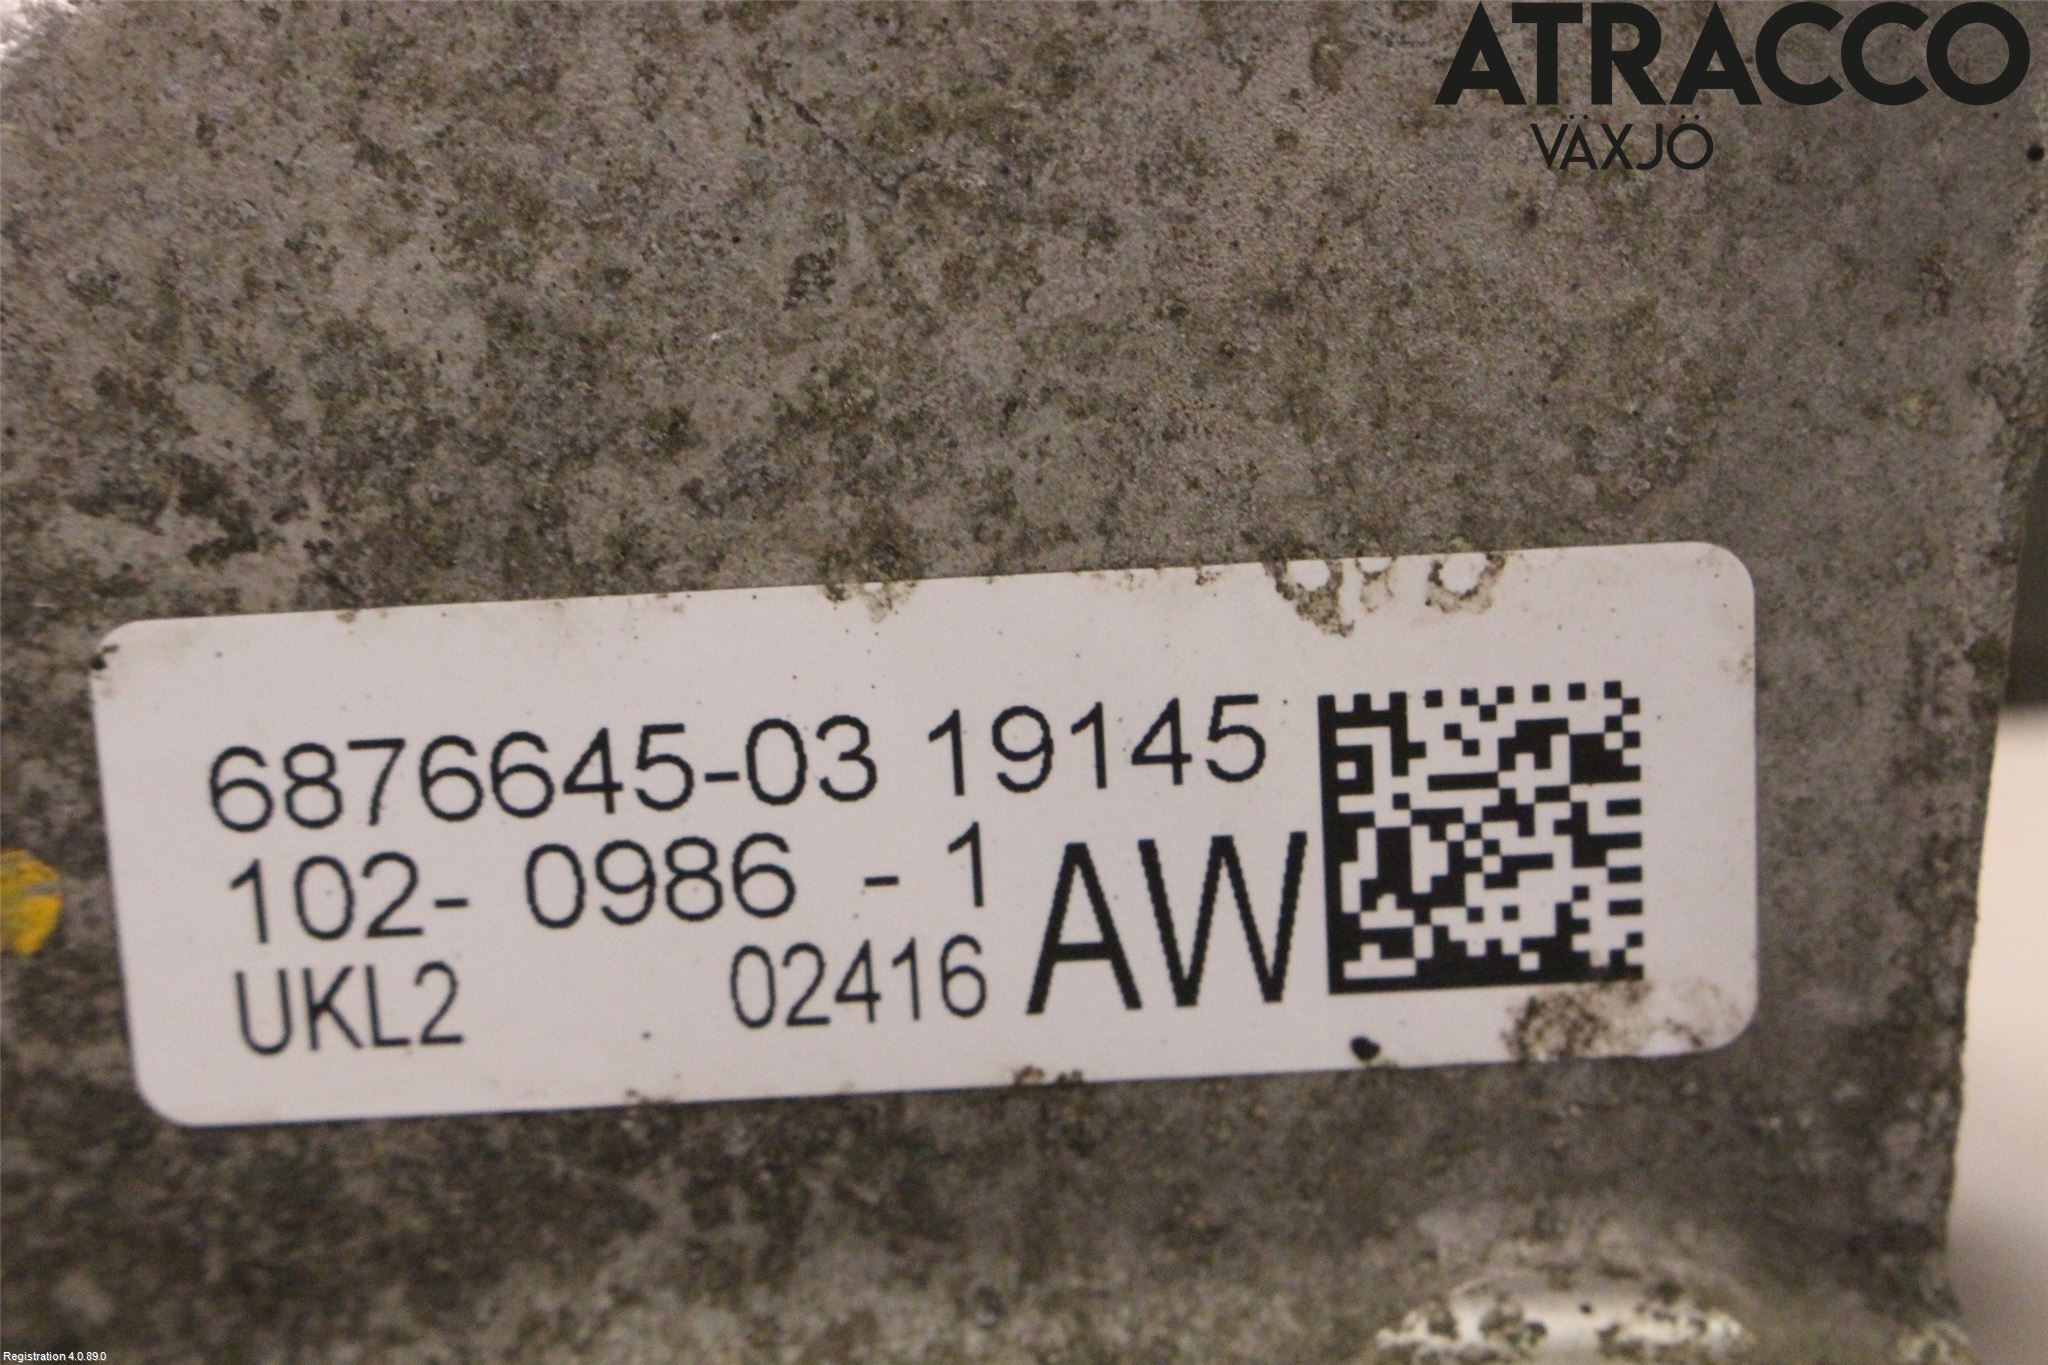 ATRACCO
VÄXJÖ
6876645-03 19145
102- 0986 - 1
UKL2 02416 AW
Registration 4.0.89.0